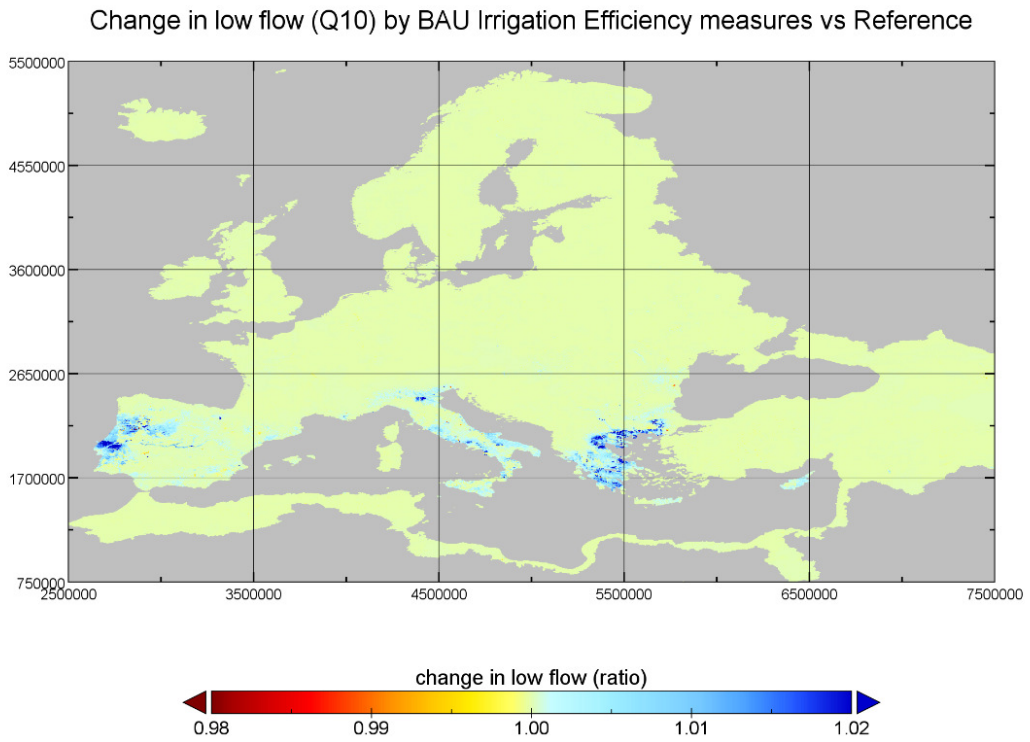 Change in low flow (Q10) by BAU Irrigation Efficiency measures vs Reference
5500000
4550000
3600000
2650000
1700000
750000
2500000 3500000 4500000 5500000 6500000 7500000
change in low flow (ratio)
0.98 0.99 1.00 1.01 1.02